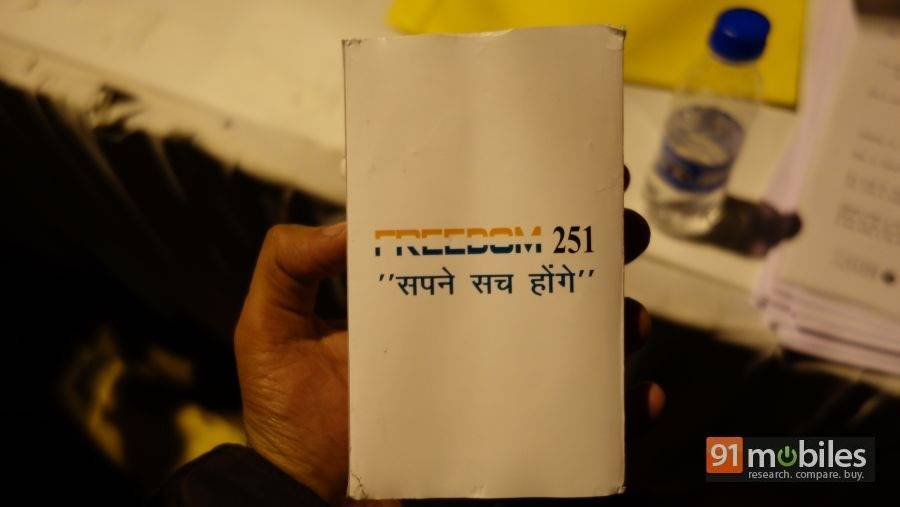 FREEDOM 251
''सपने सच होंगे''
91mobiles
research. compare. buy.